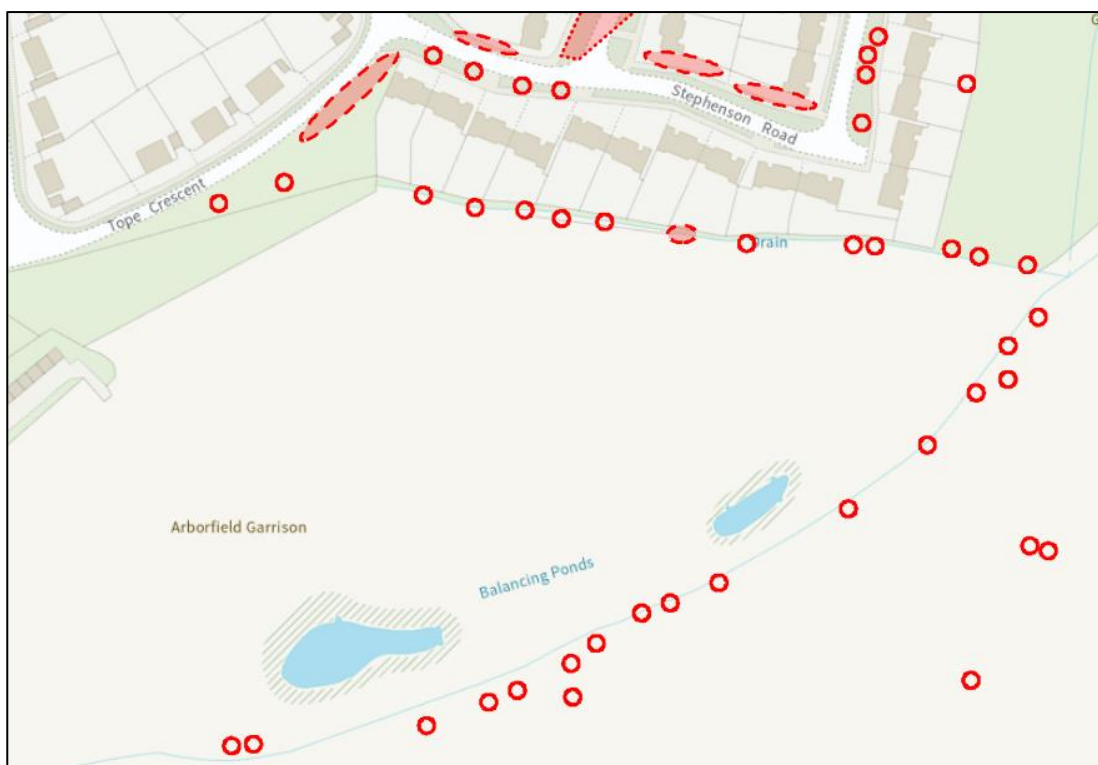 G
Stephenson Road
Tope Crescent
Drain
Arborfield Garrison
Balancing Ponds